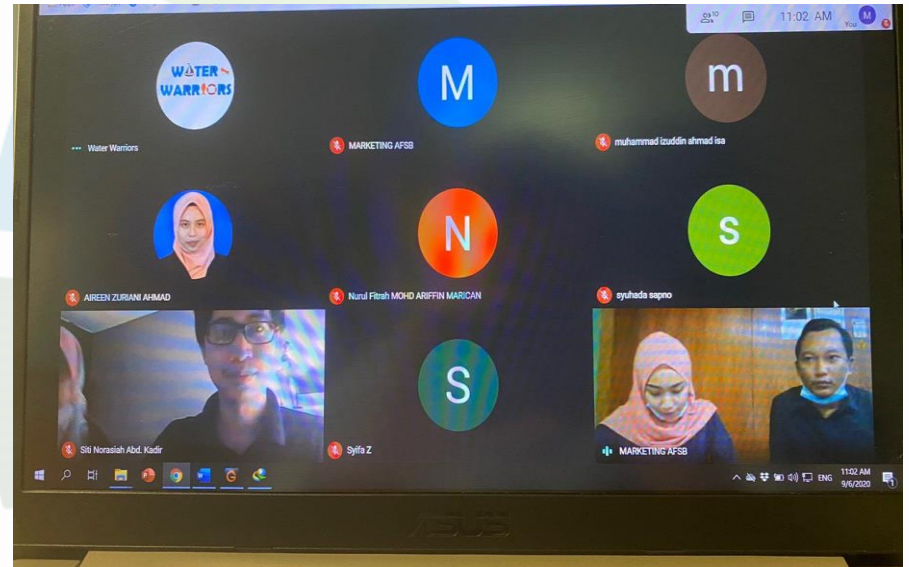 10
11:02 AM
You
M
WATER
WARRIORS
M
m
Water Warriors
MARKETING AFSB
muhammad izuddin ahmad isa
N
S
AIREEN ZURIANI AHMAD
Nurul Fitrah MOHD ARIFFIN MARICAN
syuhada sapno
S
Siti Norasiah Abd. Kadir
Syifa Z
MARKETING AFSB
ENG
11:02 AM
9/6/2020
ASUS